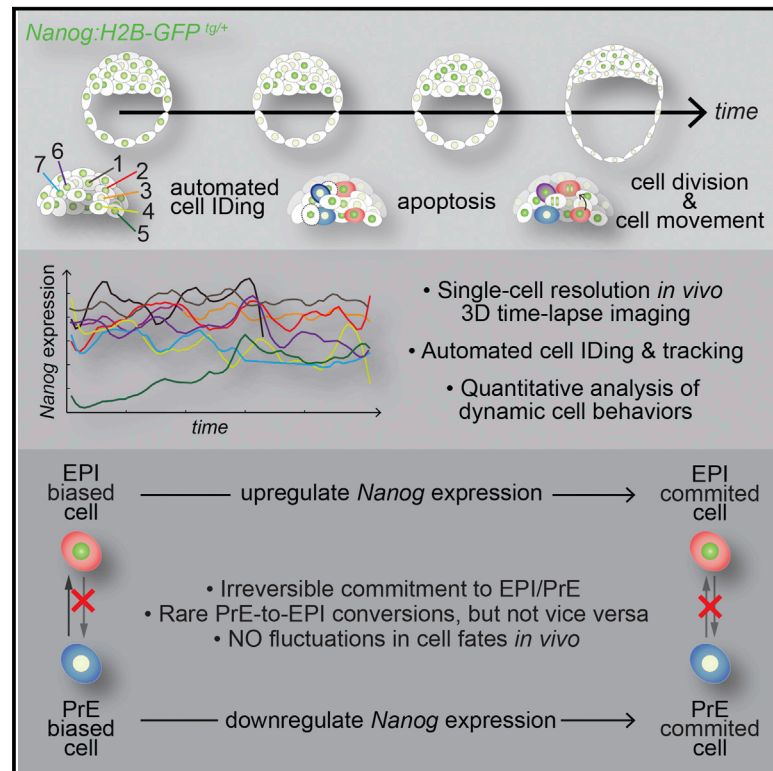 Nanog:H2B-GFP tg/+
time
7
6
1
2
3
4
5
automated
cell IDing
apoptosis
cell division
&
cell movement
Nanog expression
time
• Single-cell resolution in vivo
3D time-lapse imaging
• Automated cell IDing & tracking
• Quantitative analysis of
dynamic cell behaviors
EPI
biased
cell
upregulate Nanog expression
EPI
commited
cell
• Irreversible commitment to EPI/PrE
• Rare PrE-to-EPI conversions, but not vice versa
• NO fluctuations in cell fates in vivo
PrE
biased
cell
downregulate Nanog expression
PrE
commited
cell